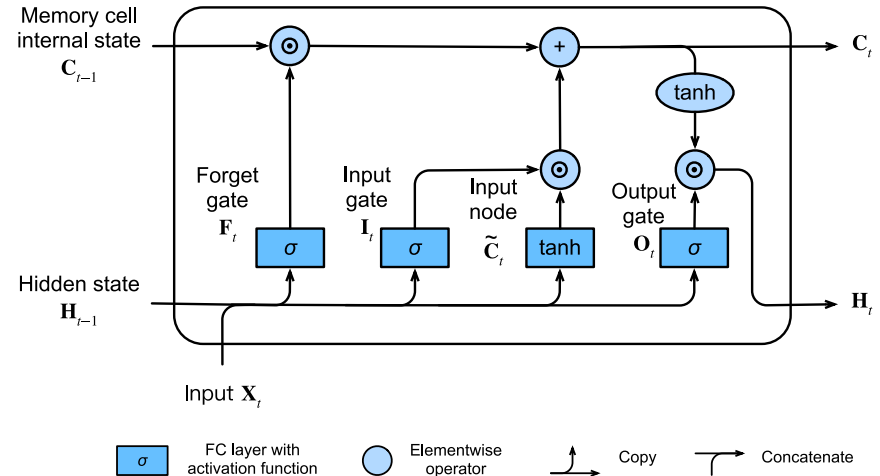 Memory cell
internal state
C_{t−1}
C_t
+
tanh
Forget
gate
F_t
Input
gate
I_t
Input
node
C̃_t
Output
gate
O_t
σ
σ
tanh
σ
Hidden state
H_{t−1}
H_t
Input X_t
σ
FC layer with
activation function
Elementwise
operator
Copy
Concatenate